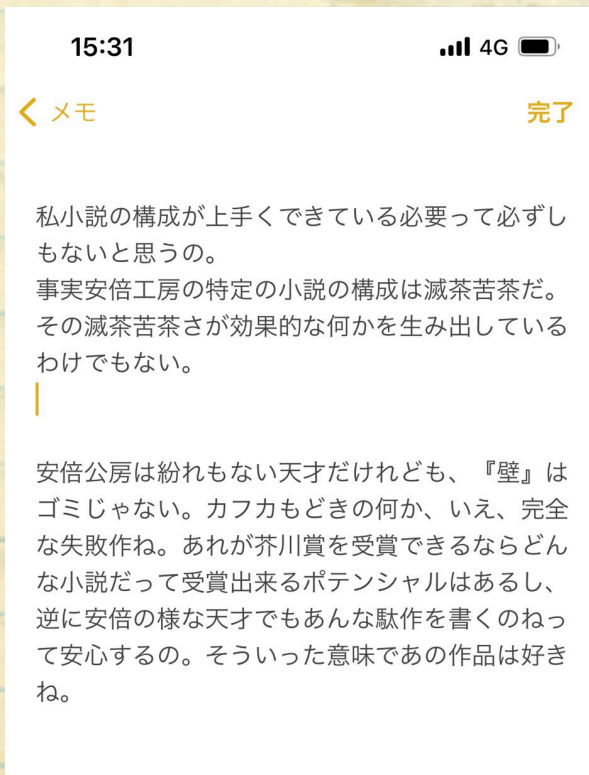 15:31
4G
メモ
完了
私小説の構成が上手くできている必要って必ずし
もないと思うの。
事実安倍工房の特定の小説の構成は滅茶苦茶だ。
その滅茶苦茶さが効果的な何かを生み出している
わけでもない。
安倍公房は紛れもない天才だけれども、『壁』は
ゴミじゃない。カフカもどきの何か、いえ、完全
な失敗作ね。あれが芥川賞を受賞できるならどん
な小説だって受賞出来るポテンシャルはあるし、
逆に安倍の様な天才でもあんな駄作を書くのねっ
て安心するの。そういった意味であの作品は好き
ね。